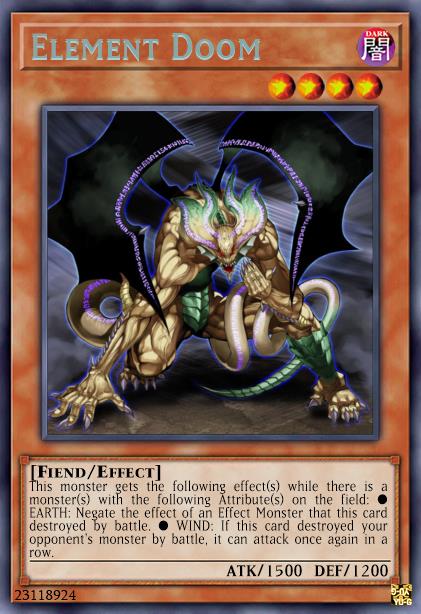 ELEMENT DOOM
DARK
闇
[FIEND/EFFECT]
This monster gets the following effect(s) while there is a
monster(s) with the following Attribute(s) on the field: ●
EARTH: Negate the effect of an Effect Monster that this card
destroyed by battle. ● WIND: If this card destroyed your
opponent's monster by battle, it can attack once again in a
row.
ATK/1500 DEF/1200
23118924